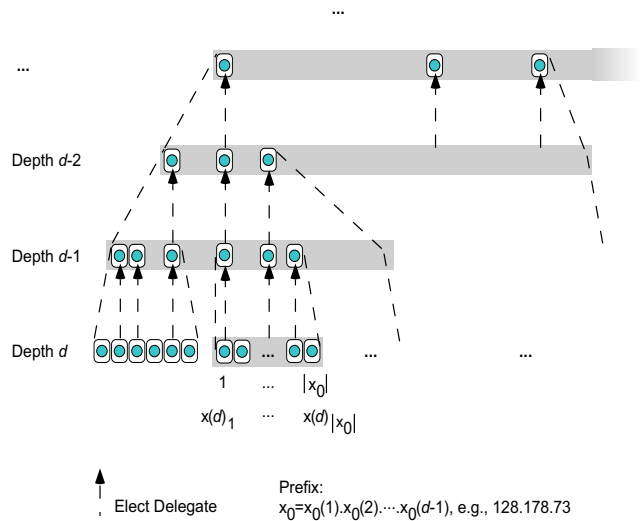 ...
...
Depth d-2
Depth d-1
Depth d ... ... ...
1 ... |x0|
x(d)1 ... x(d)|x0|
Elect Delegate
Prefix:
x0=x0(1).x0(2).···.x0(d-1), e.g., 128.178.73